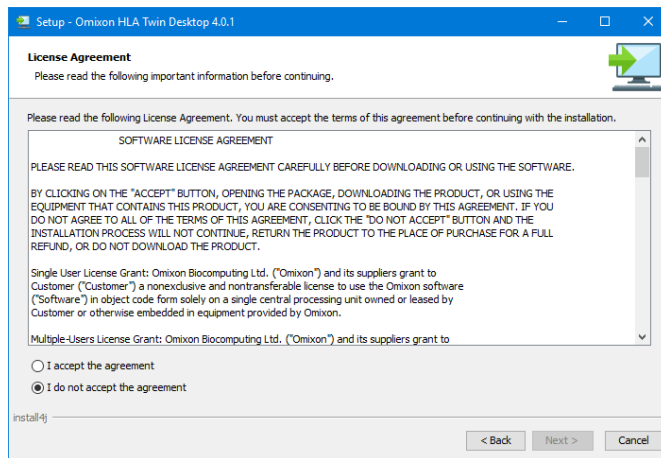 Setup - Omixon HLA Twin Desktop 4.0.1
License Agreement
Please read the following important information before continuing.
Please read the following License Agreement. You must accept the terms of this agreement before continuing with the installation.
SOFTWARE LICENSE AGREEMENT
PLEASE READ THIS SOFTWARE LICENSE AGREEMENT CAREFULLY BEFORE DOWNLOADING OR USING THE SOFTWARE.
BY CLICKING ON THE "ACCEPT" BUTTON, OPENING THE PACKAGE, DOWNLOADING THE PRODUCT, OR USING THE
EQUIPMENT THAT CONTAINS THIS PRODUCT, YOU ARE CONSENTING TO BE BOUND BY THIS AGREEMENT. IF YOU
DO NOT AGREE TO ALL OF THE TERMS OF THIS AGREEMENT, CLICK THE "DO NOT ACCEPT" BUTTON AND THE
INSTALLATION PROCESS WILL NOT CONTINUE, RETURN THE PRODUCT TO THE PLACE OF PURCHASE FOR A FULL
REFUND, OR DO NOT DOWNLOAD THE PRODUCT.
Single User License Grant: Omixon Biocomputing Ltd. ("Omixon") and its suppliers grant to
Customer ("Customer") a nonexclusive and nontransferable license to use the Omixon software
("Software") in object code form solely on a single central processing unit owned or leased by
Customer or otherwise embedded in equipment provided by Omixon.
Multiple-Users License Grant: Omixon Biocomputing Ltd. ("Omixon") and its suppliers grant to
I accept the agreement
I do not accept the agreement
install4j
< Back
Next >
Cancel